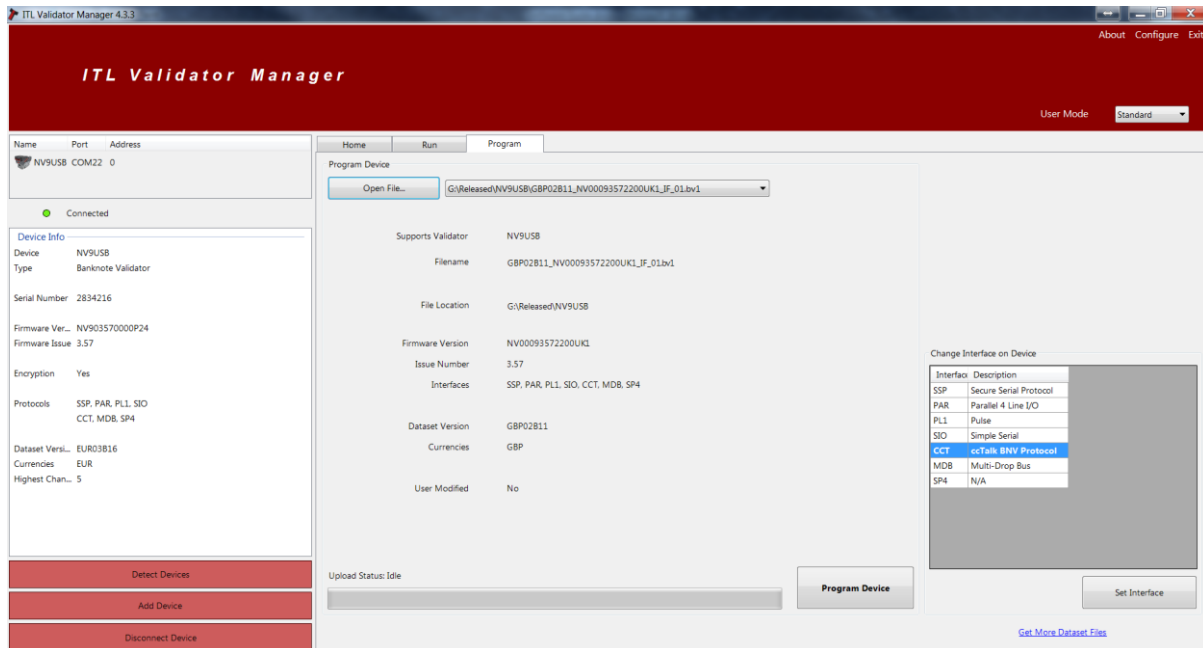 ITL Validator Manager 4.3.3
About Configure Exit
ITL Validator Manager
User Mode Standard
Name Port Address
NV9USB COM22 0
Connected
Device Info
Device NV9USB
Type Banknote Validator
Serial Number 2834216
Firmware Ver... NV903570000P24
Firmware Issue 3.57
Encryption Yes
Protocols SSP, PAR, PL1, SIO
CCT, MDB, SP4
Dataset Versi... EUR03B16
Currencies EUR
Highest Chan... 5
Detect Devices
Add Device
Disconnect Device
Home Run Program
Program Device
Open File... G:\Released\NV9USB\GBP02B11_NV00093572200UK1_IF_01.bv1
Supports Validator NV9USB
Filename GBP02B11_NV00093572200UK1_IF_01.bv1
File Location G:\Released\NV9USB
Firmware Version NV00093572200UK1
Issue Number 3.57
Interfaces SSP, PAR, PL1, SIO, CCT, MDB, SP4
Dataset Version GBP02B11
Currencies GBP
User Modified No
Upload Status: Idle
Program Device
Change Interface on Device
Interfac Description
SSP Secure Serial Protocol
PAR Parallel 4 Line I/O
PL1 Pulse
SIO Simple Serial
CCT ccTalk BNV Protocol
MDB Multi-Drop Bus
SP4 N/A
Set Interface
Get More Dataset Files